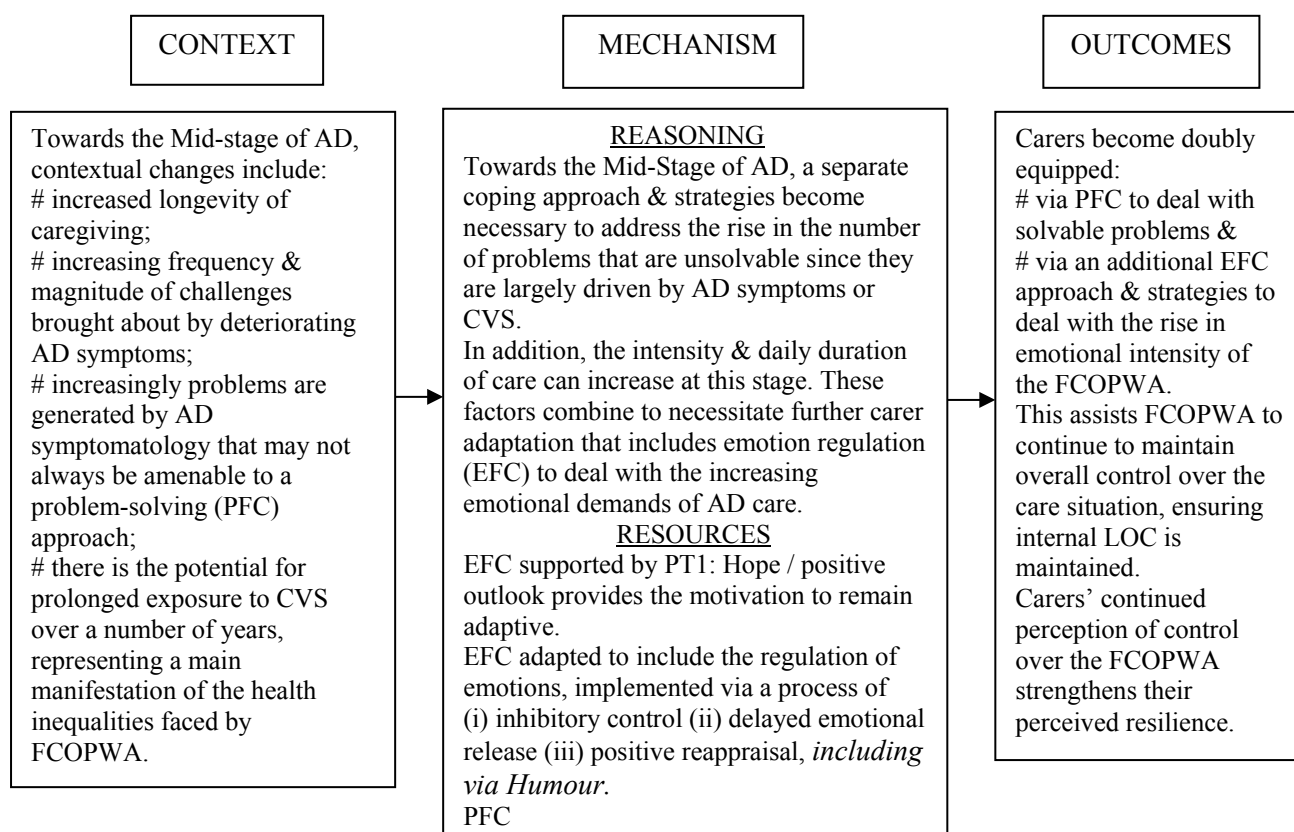 CONTEXT
MECHANISM
OUTCOMES
Towards the Mid-stage of AD,
contextual changes include:
# increased longevity of
caregiving;
# increasing frequency &
magnitude of challenges
brought about by deteriorating
AD symptoms;
# increasingly problems are
generated by AD
symptomatology that may not
always be amenable to a
problem-solving (PFC)
approach;
# there is the potential for
prolonged exposure to CVS
over a number of years,
representing a main
manifestation of the health
inequalities faced by
FCOPWA.
REASONING
Towards the Mid-Stage of AD, a separate
coping approach & strategies become
necessary to address the rise in the number
of problems that are unsolvable since they
are largely driven by AD symptoms or
CVS.
In addition, the intensity & daily duration
of care can increase at this stage. These
factors combine to necessitate further carer
adaptation that includes emotion regulation
(EFC) to deal with the increasing
emotional demands of AD care.
RESOURCES
EFC supported by PT1: Hope / positive
outlook provides the motivation to remain
adaptive.
EFC adapted to include the regulation of
emotions, implemented via a process of
(i) inhibitory control (ii) delayed emotional
release (iii) positive reappraisal, including
via Humour.
PFC
Carers become doubly
equipped:
# via PFC to deal with
solvable problems &
# via an additional EFC
approach & strategies to
deal with the rise in
emotional intensity of
the FCOPWA.
This assists FCOPWA to
continue to maintain
overall control over the
care situation, ensuring
internal LOC is
maintained.
Carers' continued
perception of control
over the FCOPWA
strengthens their
perceived resilience.